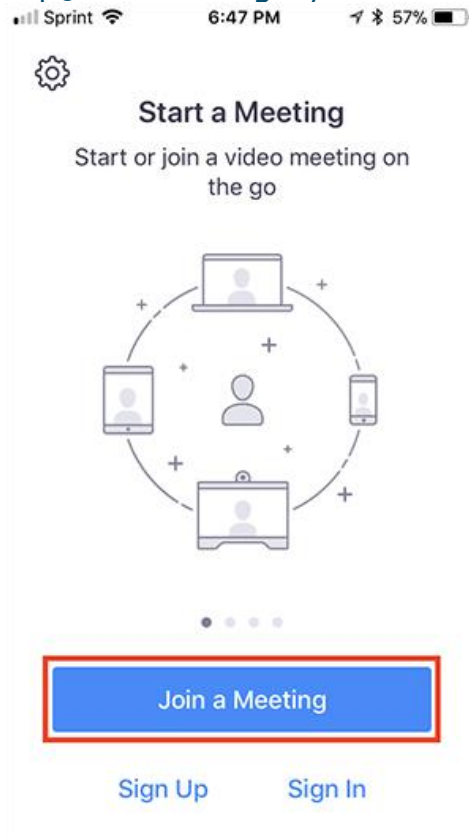 Sprint 6:47 PM 57%
Start a Meeting
Start or join a video meeting on
the go
Join a Meeting
Sign Up Sign In